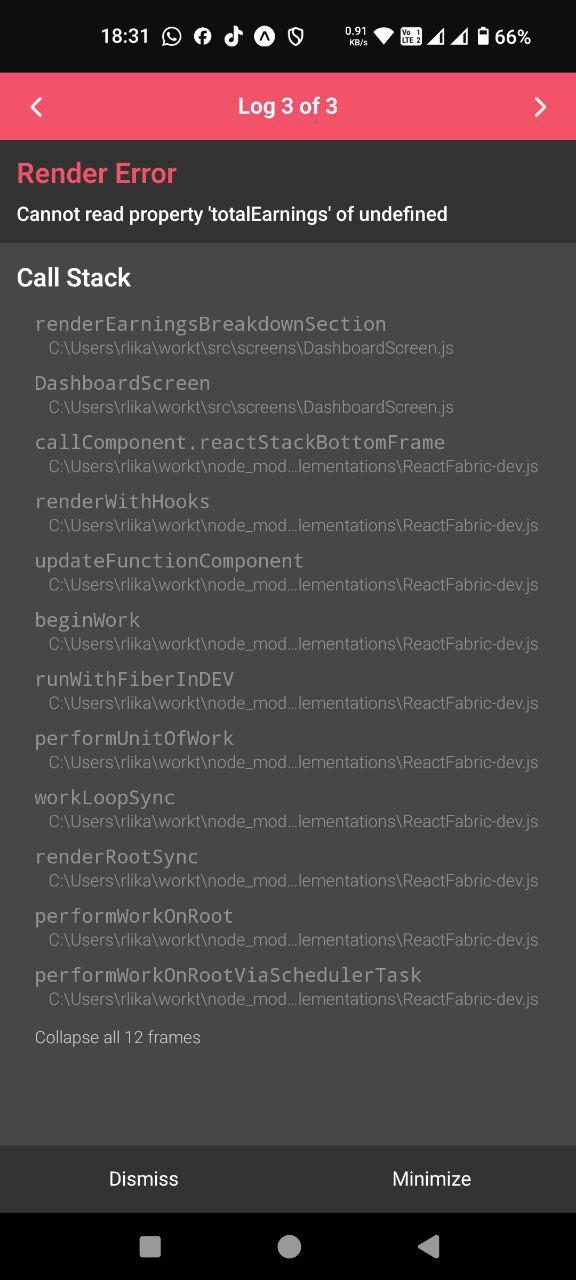 18:31
0.91
KB/s
Vo 1
LTE 2
66%
Log 3 of 3
Render Error
Cannot read property 'totalEarnings' of undefined
Call Stack
renderEarningsBreakdownSection
C:\Users\rlika\workt\src\screens\DashboardScreen.js
DashboardScreen
C:\Users\rlika\workt\src\screens\DashboardScreen.js
callComponent.reactStackBottomFrame
C:\Users\rlika\workt\node_mod...lementations\ReactFabric-dev.js
renderWithHooks
C:\Users\rlika\workt\node_mod...lementations\ReactFabric-dev.js
updateFunctionComponent
C:\Users\rlika\workt\node_mod...lementations\ReactFabric-dev.js
beginWork
C:\Users\rlika\workt\node_mod...lementations\ReactFabric-dev.js
runWithFiberInDEV
C:\Users\rlika\workt\node_mod...lementations\ReactFabric-dev.js
performUnitOfWork
C:\Users\rlika\workt\node_mod...lementations\ReactFabric-dev.js
workLoopSync
C:\Users\rlika\workt\node_mod...lementations\ReactFabric-dev.js
renderRootSync
C:\Users\rlika\workt\node_mod...lementations\ReactFabric-dev.js
performWorkOnRoot
C:\Users\rlika\workt\node_mod...lementations\ReactFabric-dev.js
performWorkOnRootViaSchedulerTask
C:\Users\rlika\workt\node_mod...lementations\ReactFabric-dev.js
Collapse all 12 frames
Dismiss
Minimize